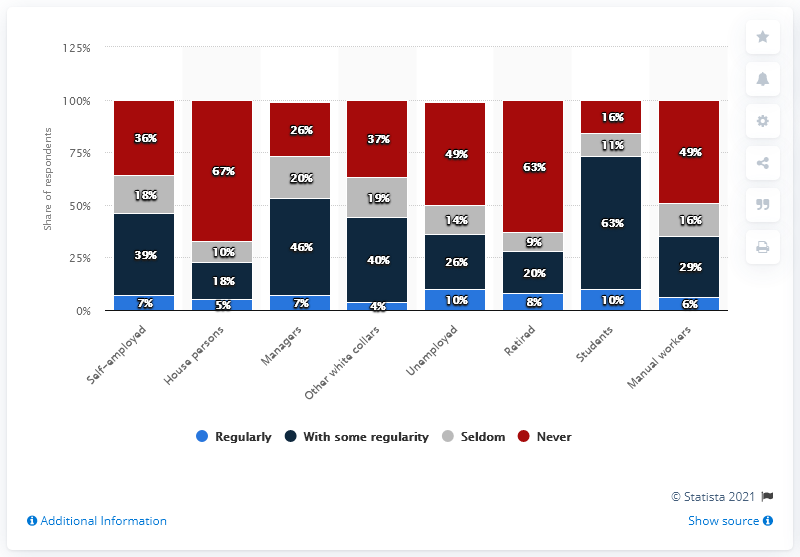 125%
100%
75%
50%
25%
0%
Share of respondents
36% 67% 26% 37% 49% 63% 16% 49%
18% 10% 20% 19% 14% 9% 11% 16%
39% 18% 46% 40% 26% 20% 63% 29%
7% 5% 7% 4% 10% 8% 10% 6%
Self-employed
House persons
Managers
Other white collars
Unemployed
Retired
Students
Manual workers
Regularly With some regularity Seldom Never
© Statista 2021
Additional Information Show source